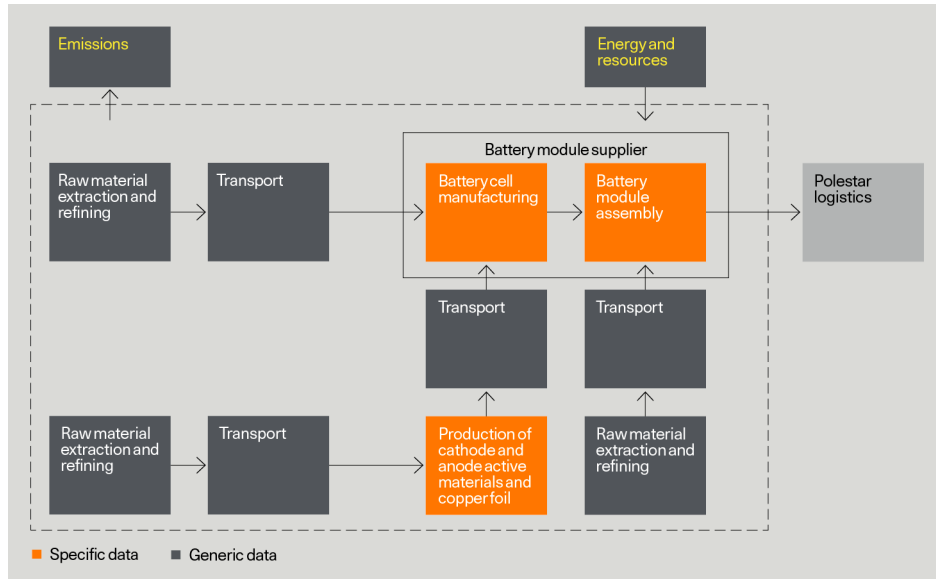 Emissions
Energy and
resources
Battery module supplier
Raw material
extraction and
refining
Transport
Battery cell
manufacturing
Battery
module
assembly
Polestar
logistics
Transport
Transport
Raw material
extraction and
refining
Transport
Production of
cathode and
anode active
materials and
copper foil
Raw material
extraction and
refining
Specific data
Generic data